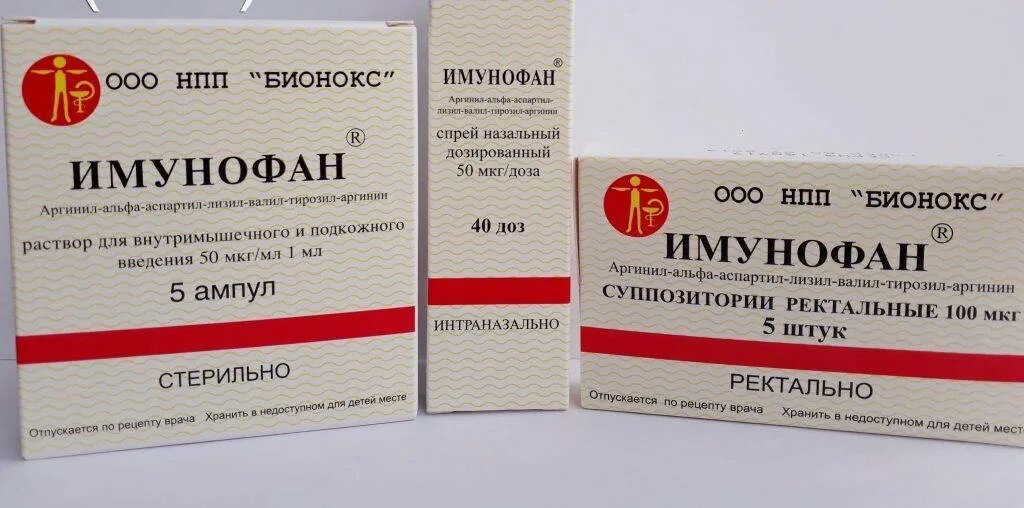 ООО НПП "БИОНОКС"
ИМУНОФАН®
Аргинил-альфа-аспартил-лизил-валил-тирозил-аргинин
раствор для внутримышечного и подкожного
введения 50 мкг/мл 1 мл
5 ампул
СТЕРИЛЬНО
Отпускается по рецепту врача Хранить в недоступном для детей месте
ИМУНОФАН®
Аргинил-альфа-аспартил-
лизил-валил-тирозил-аргинин
спрей назальный
дозированный
50 мкг/доза
40 доз
ИНТРАНАЗАЛЬНО
ООО НПП "БИОНОКС"
ИМУНОФАН®
Аргинил-альфа-аспартил-лизил-валил-тирозил-аргинин
СУППОЗИТОРИИ РЕКТАЛЬНЫЕ 100 мкг
5 штук
РЕКТАЛЬНО
Отпускается по рецепту врача Хранить в недоступном для детей месте